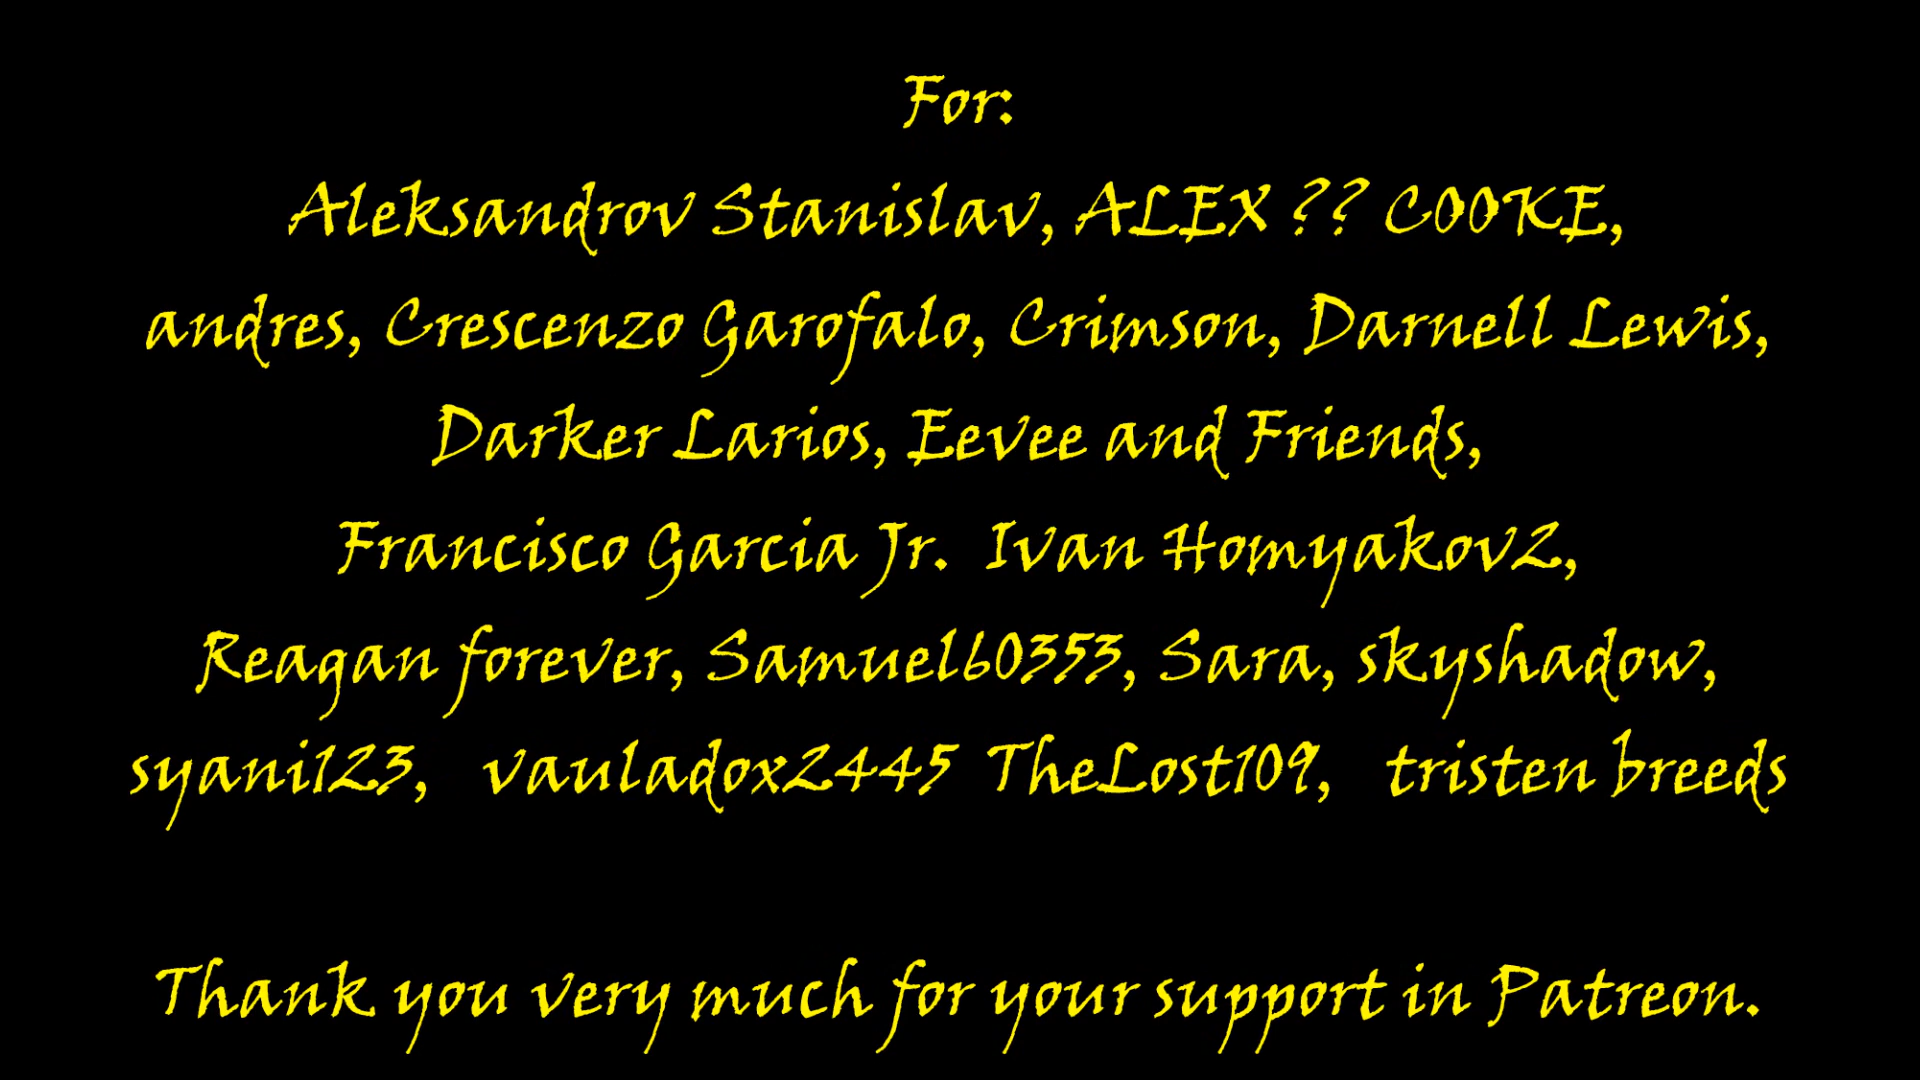 For:
Aleksandrov Stanislav, ALEX ?? COOKE,
andres, Crescenzo Garofalo, Crimson, Darnell Lewis,
Darker Larios, Eevee and Friends,
Francisco Garcia Jr.  Ivan Homyakov2,
Reagan forever, Samuel60353, Sara, skyshadow,
syani123,   vauladox2445  TheLost109,   tristen breeds
Thank you very much for your support in Patreon.